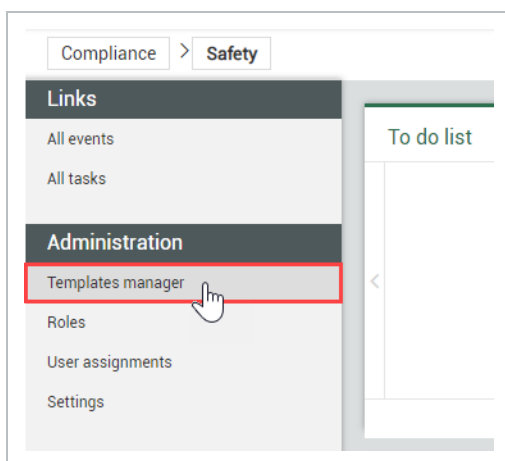 Compliance > Safety
Links
All events
All tasks
To do list
Administration
Templates manager
Roles
User assignments
Settings